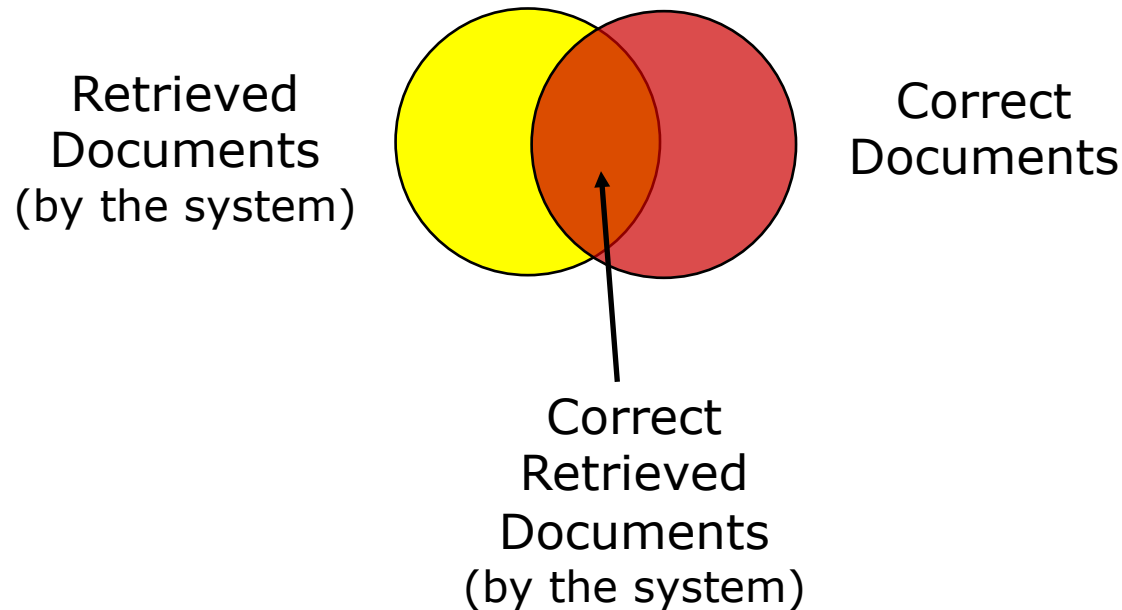 Retrieved
Documents
(by the system)
Correct
Documents
Correct
Retrieved
Documents
(by the system)